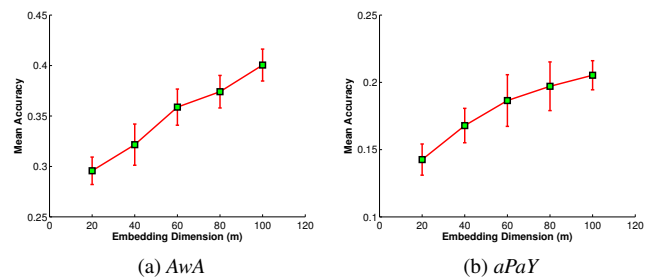 0.45
0.4
0.35
0.3
0.25
Mean Accuracy
0 20 40 60 80 100 120
Embedding Dimension (m)
(a) AwA
0.25
0.2
0.15
0.1
Mean Accuracy
0 20 40 60 80 100 120
Embedding Dimension (m)
(b) aPaY